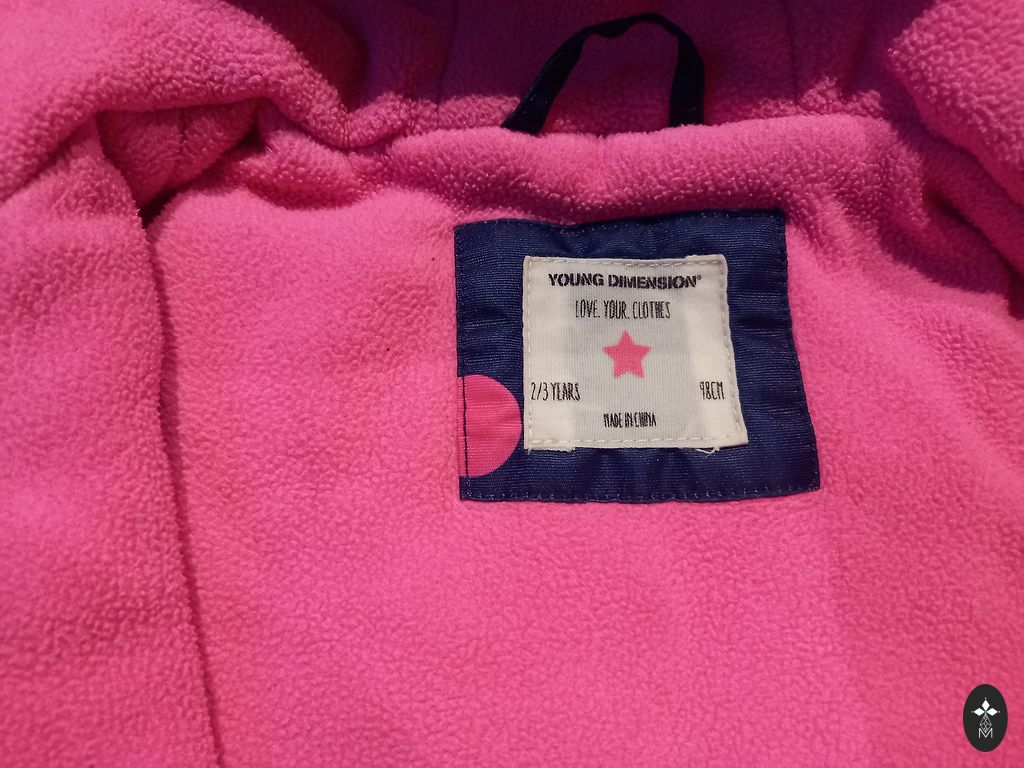 YOUNG DIMENSION®
LOVE. YOUR. CLOTHES
2/3 YEARS
98CM
MADE IN CHINA
M